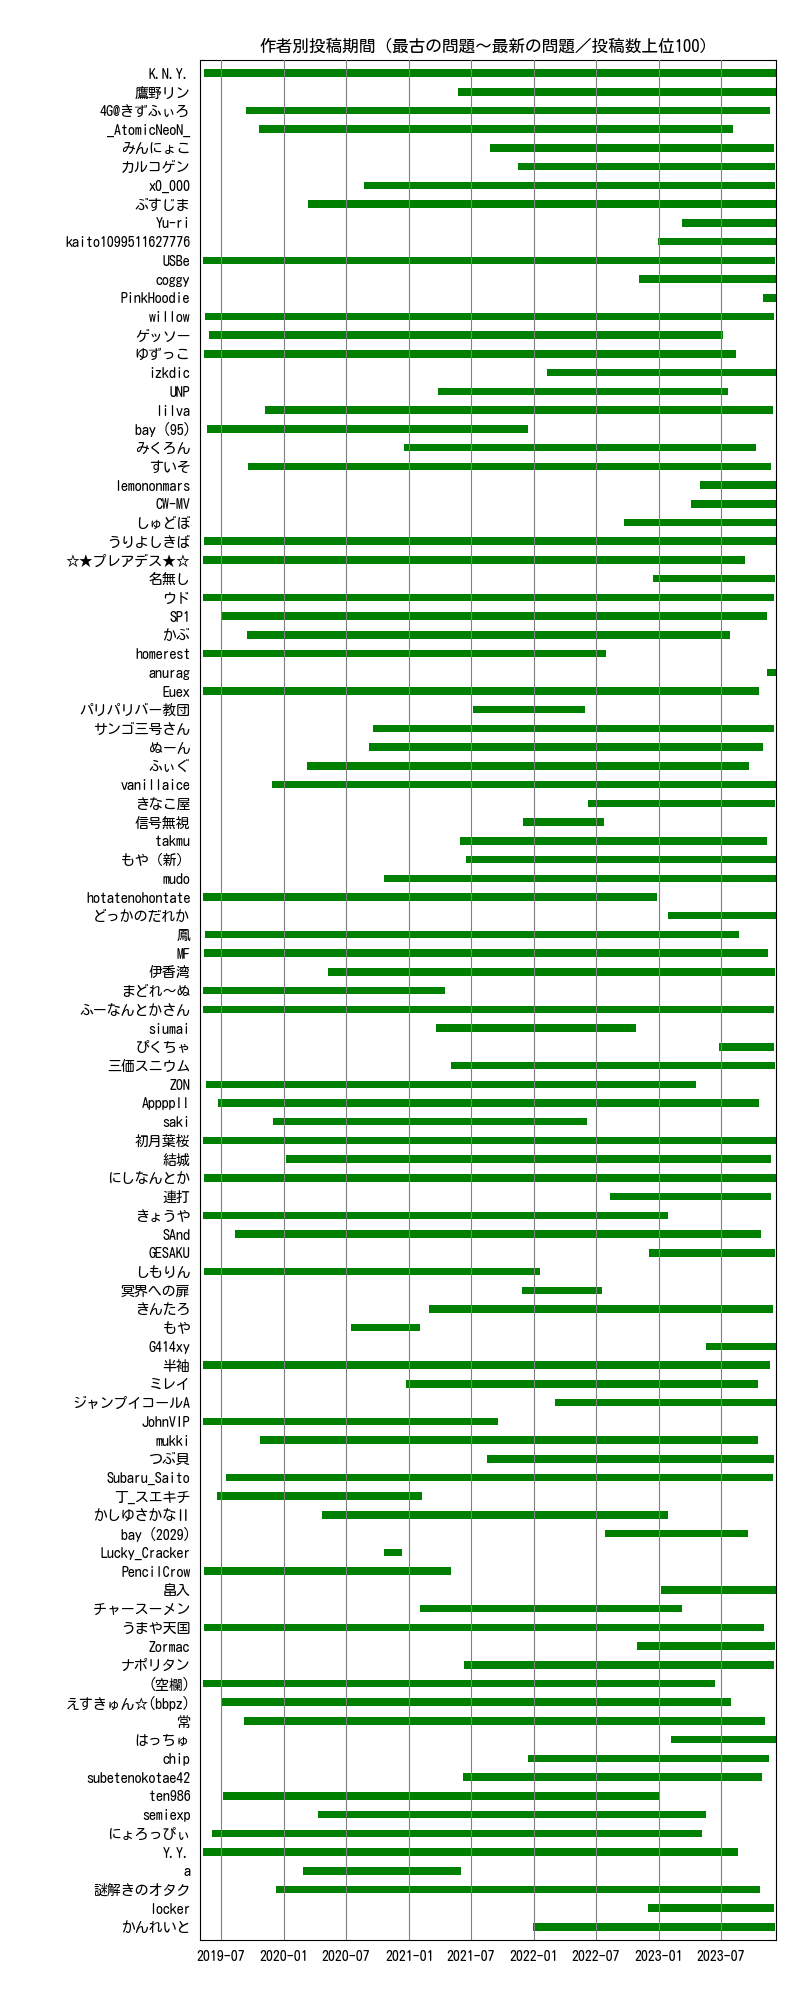 作者別投稿期間（最古の問題～最新の問題／投稿数上位100）
K.N.Y.
鷹野リン
4G@きずふぃろ
_AtomicNeoN_
みんにょこ
カルコゲン
x0_000
ぶすじま
Yu-ri
kaito1099511627776
USBe
coggy
PinkHoodie
willow
ゲッソー
ゆずっこ
izkdic
UNP
lilva
bay (95)
みくろん
すいそ
lemononmars
CW-MV
しゅどぼ
うりよしきば
☆★プレアデス★☆
名無し
ウド
SP1
かぶ
homerest
anurag
Euex
パリパリバー教団
サンゴ三号さん
ぬーん
ふぃぐ
vanillaice
きなこ屋
信号無視
takmu
もや（新）
mudo
hotatenohontate
どっかのだれか
鳳
MF
伊香湾
まどれ～ぬ
ふーなんとかさん
siumai
ぴくちゃ
三価スニウム
ZON
Appppll
saki
初月葉桜
結城
にしなんとか
連打
きょうや
SAnd
GESAKU
しもりん
冥界への扉
きんたろ
もや
G414xy
半袖
ミレイ
ジャンプイコールA
JohnVIP
mukki
つぶ貝
Subaru_Saito
丁_スエキチ
かしゆさかなII
bay (2029)
Lucky_Cracker
PencilCrow
畠入
チャースーメン
うまや天国
Zormac
ナポリタン
(空欄)
えすきゅん☆(bbpz)
常
はっちゅ
chip
subetenokotae42
ten986
semiexp
にょろっぴぃ
Y.Y.
a
謎解きのオタク
locker
かんれいと
2019-07 2020-01 2020-07 2021-01 2021-07 2022-01 2022-07 2023-01 2023-07